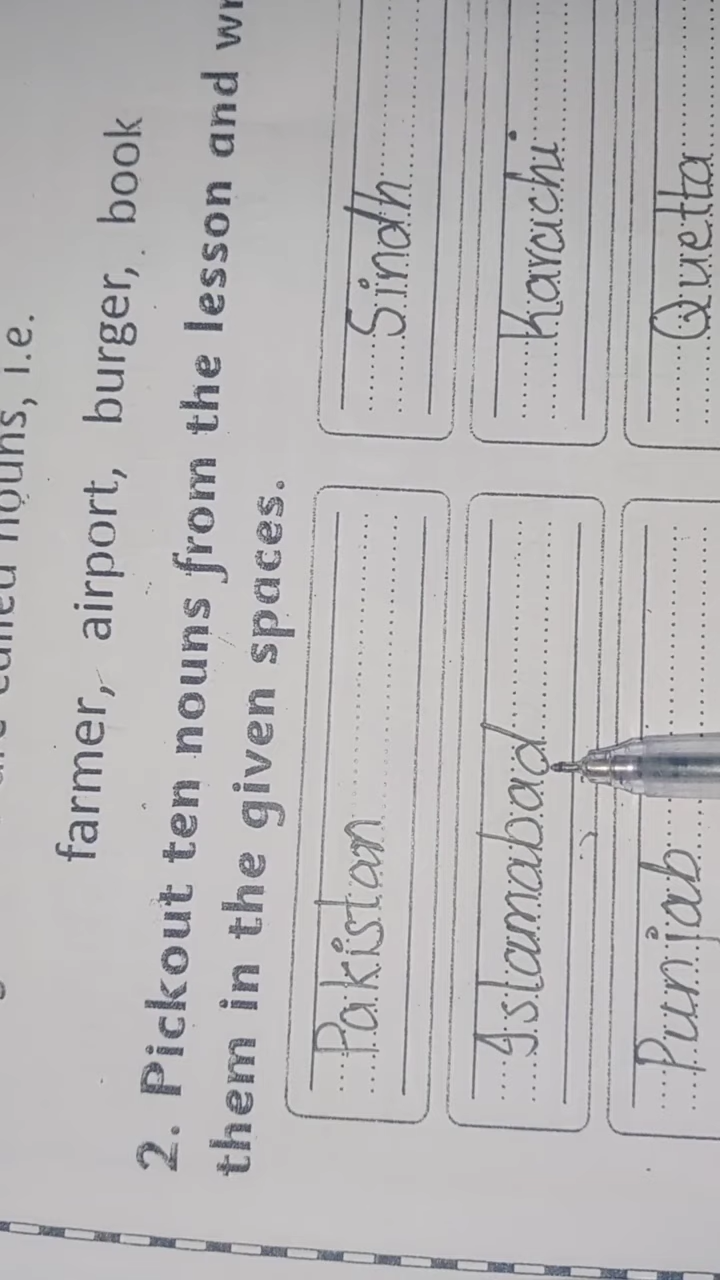 nouns, i.e.
farmer, airport, burger, book
2. Pickout ten nouns from the lesson and
them in the given spaces.
Pakistan Sindh
Islamabad Karachi
Punjab Quetta